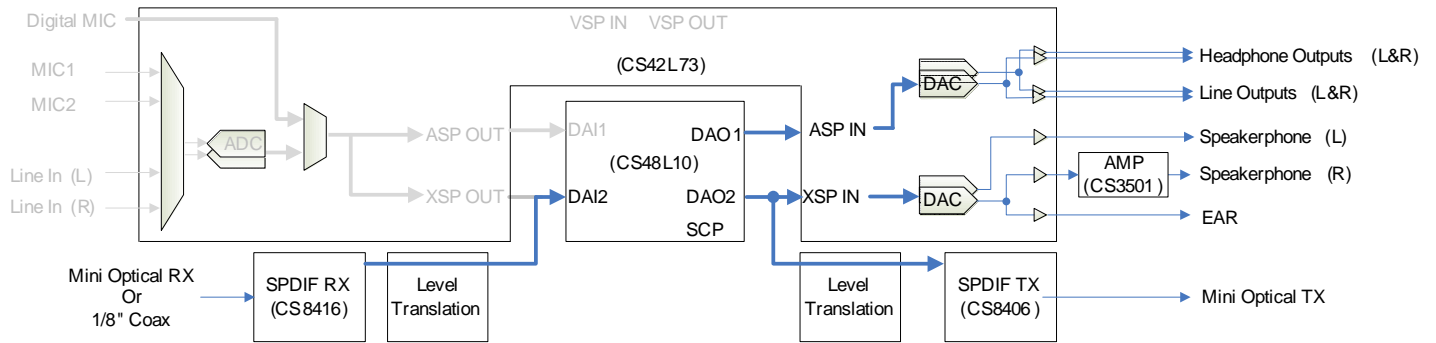 Digital MIC
VSP IN VSP OUT
(CS42L73)
MIC1
MIC2
ADC
Line In (L)
Line In (R)
ASP OUT
XSP OUT
DAI1
DAO1
(CS48L10)
DAI2
DAO2
SCP
ASP IN
XSP IN
DAC
DAC
Headphone Outputs (L&R)
Line Outputs (L&R)
Speakerphone (L)
AMP
(CS3501)
Speakerphone (R)
EAR
Mini Optical RX
Or
1/8" Coax
SPDIF RX
(CS8416)
Level
Translation
Level
Translation
SPDIF TX
(CS8406)
Mini Optical TX